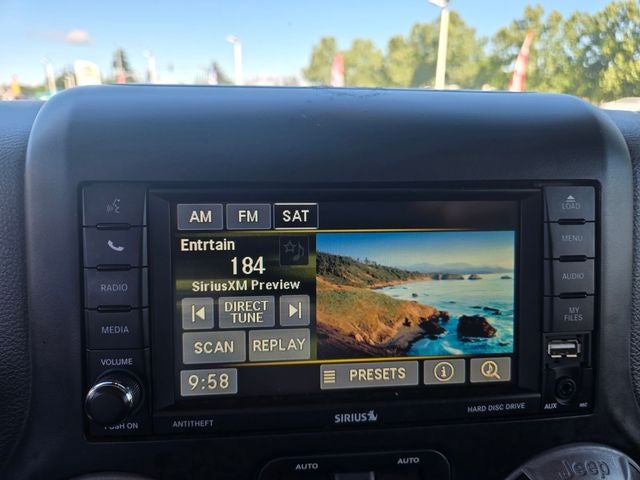 AM FM SAT
LOAD
Entrtain
184
SiriusXM Preview
DIRECT
TUNE
SCAN REPLAY
9:58
PRESETS
RADIO
MEDIA
VOLUME
PUSH ON
MENU
AUDIO
MY
FILES
AUX
REC
ANTITHEFT
SIRIUS
HARD DISC DRIVE
AUTO AUTO
Jeep